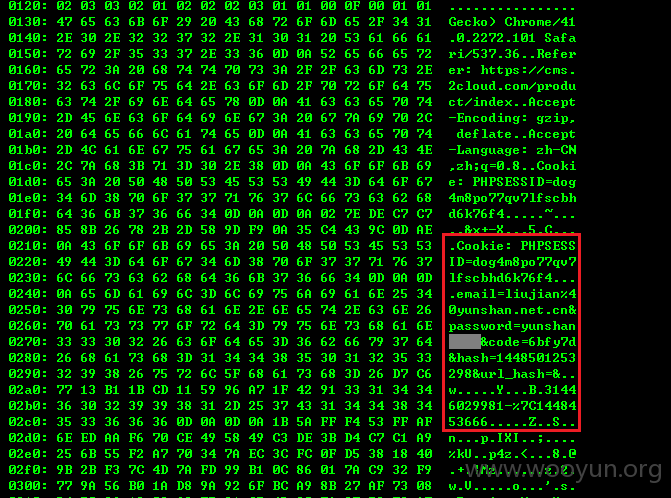 0120: 02 03 03 02 01 02 02 02 03 00 0F 00 01 01 ................
0130: 47 65 63 6B 6F 29 20 43 68 72 6F 6D 65 2F 34 31 Gecko) Chrome/41
0140: 2E 30 2E 32 32 37 32 2E 31 30 31 20 53 61 66 61 .0.2272.101 Safa
0150: 72 69 2F 35 33 37 2E 33 36 0D 0A 52 65 66 65 72 ri/537.36..Refer
0160: 65 72 3A 20 68 74 74 70 73 3A 2F 2F 63 6D 73 2E er: https://cms.
0170: 32 63 6C 6F 75 64 2E 63 6F 6D 2F 70 72 6F 64 75 2cloud.com/produ
0180: 63 74 2F 69 6E 64 65 78 0D 0A 41 63 63 65 70 74 ct/index..Accept
0190: 2D 45 6E 63 6F 64 69 6E 67 3A 20 67 7A 69 70 2C -Encoding: gzip,
01a0: 20 64 65 66 6C 61 74 65 0D 0A 41 63 63 65 70 74 deflate..Accept
01b0: 2D 4C 61 6E 67 75 61 67 65 3A 20 7A 68 2D 43 4E -Language: zh-CN
01c0: 2C 7A 68 3B 71 3D 30 2E 38 0D 0A 43 6F 6F 6B 69 ,zh;q=0.8..Cooki
01d0: 65 3A 20 50 48 50 53 45 53 53 49 44 3D 64 6F 67 e: PHPSESSID=dog
01e0: 34 6D 38 70 6F 37 37 71 76 37 6C 66 73 63 62 68 4m8po77qv7lfscbh
01f0: 64 36 6B 37 36 66 34 0D 0A 0D 0A 02 7E DE C7 C7 d6k76f4.....~...
0200: 85 8B 26 78 2B 2D 58 9D F9 0A 35 C4 43 9C 0D AE ..&x+-X...5.C...
0210: 0A 43 6F 6F 6B 69 65 3A 20 50 48 50 53 45 53 53 .Cookie: PHPSESS
0220: 49 44 3D 64 6F 67 34 6D 38 70 6F 37 37 71 76 37 ID=dog4m8po77qv7
0230: 6C 66 73 63 62 68 64 36 6B 37 36 66 34 0D 0A 0D lfscbhd6k76f4...
0240: 0A 65 6D 61 69 6C 3D 6C 69 75 6A 69 61 6E 25 34 .email=liujian%4
0250: 30 79 75 6E 73 68 61 6E 2E 6E 65 74 2E 63 6E 26 0yunshan.net.cn&
0260: 70 61 73 73 77 6F 72 64 3D 79 75 6E 73 68 61 6E password=yunshan
0270: 33 33 30 32 26 63 6F 64 65 3D 36 62 66 79 37 64 &code=6bfy7d
0280: 26 68 61 73 68 3D 31 34 34 38 35 30 31 32 35 33 &hash=1448501253
0290: 32 39 38 26 75 72 6C 5F 68 61 73 68 3D 26 D7 C6 298&url_hash=&..
02a0: 77 13 B1 1B CD 11 59 96 A7 1F 42 91 33 31 34 34 w.....Y...B.3144
02b0: 36 30 32 39 39 38 31 2D 25 37 43 31 34 34 38 34 6029981-%7C14484
02c0: 35 33 36 36 36 0D 0A 0D 0A 1B 5A FF F4 53 FF AF 53666.....Z..S..
02d0: 6E ED AA F6 70 CE 49 58 49 C3 DE 3B D4 C7 C1 A9 n...p.IXI..;....
02e0: 25 6B 55 F2 A7 70 34 7A EC 3C FC 0F D5 38 18 40 %kU..p4z.<...8.@
02f0: 9B 2B F3 7C 4D 7A FD 99 B1 0C 86 01 7A C9 32 F9 .+.|Mz......z.2.
0300: 77 9A 56 B0 1A D8 9A 92 6F BC A9 8B 27 AF 73 08 w.V.....o...'.s.
www.wooyun.org